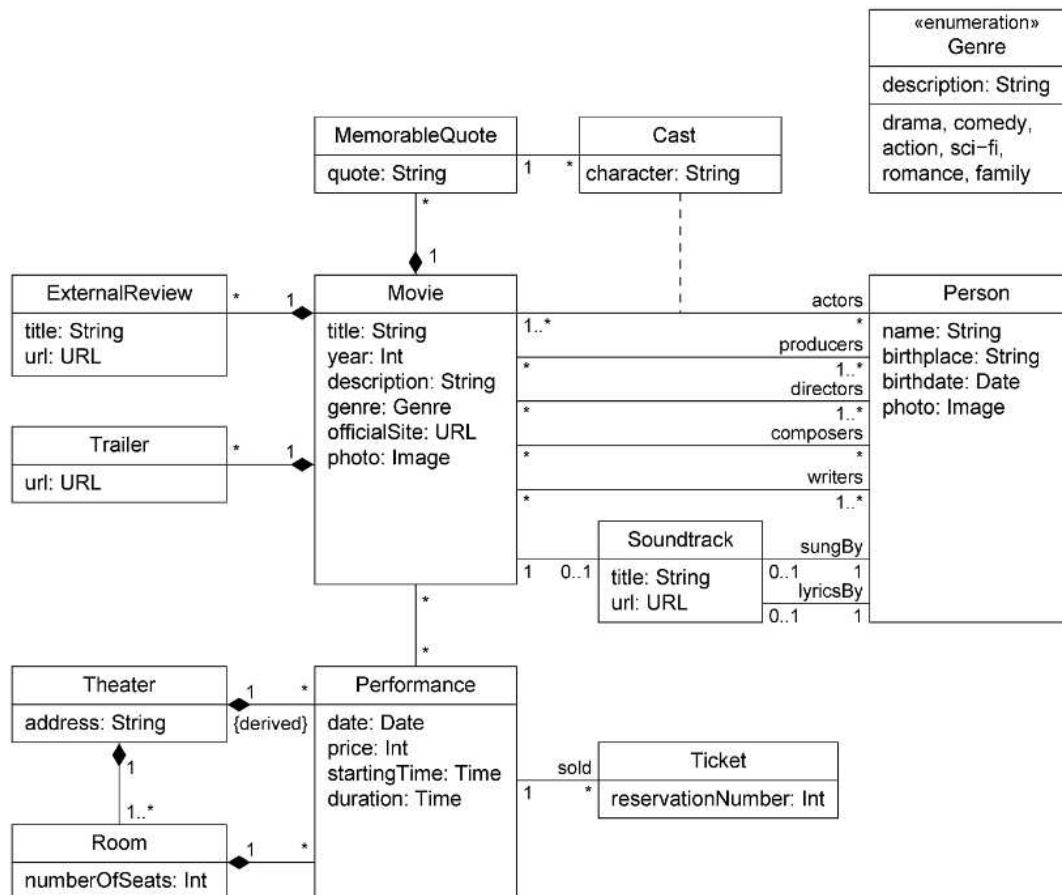 «enumeration»
Genre
description: String
drama, comedy,
action, sci-fi,
romance, family
MemorableQuote
quote: String
1
*
Cast
character: String
*
1
ExternalReview
title: String
url: URL
*
1
Movie
title: String
year: Int
description: String
genre: Genre
officialSite: URL
photo: Image
actors
1..*
*
producers
*
1..*
directors
*
1..*
composers
*
*
writers
*
1..*
Person
name: String
birthplace: String
birthdate: Date
photo: Image
Trailer
url: URL
*
1
1
0..1
Soundtrack
title: String
url: URL
sungBy
0..1
1
lyricsBy
0..1
1
*
*
Theater
address: String
1
*
{derived}
Performance
date: Date
price: Int
startingTime: Time
duration: Time
sold
1
*
Ticket
reservationNumber: Int
1
1..*
Room
numberOfSeats: Int
1
*